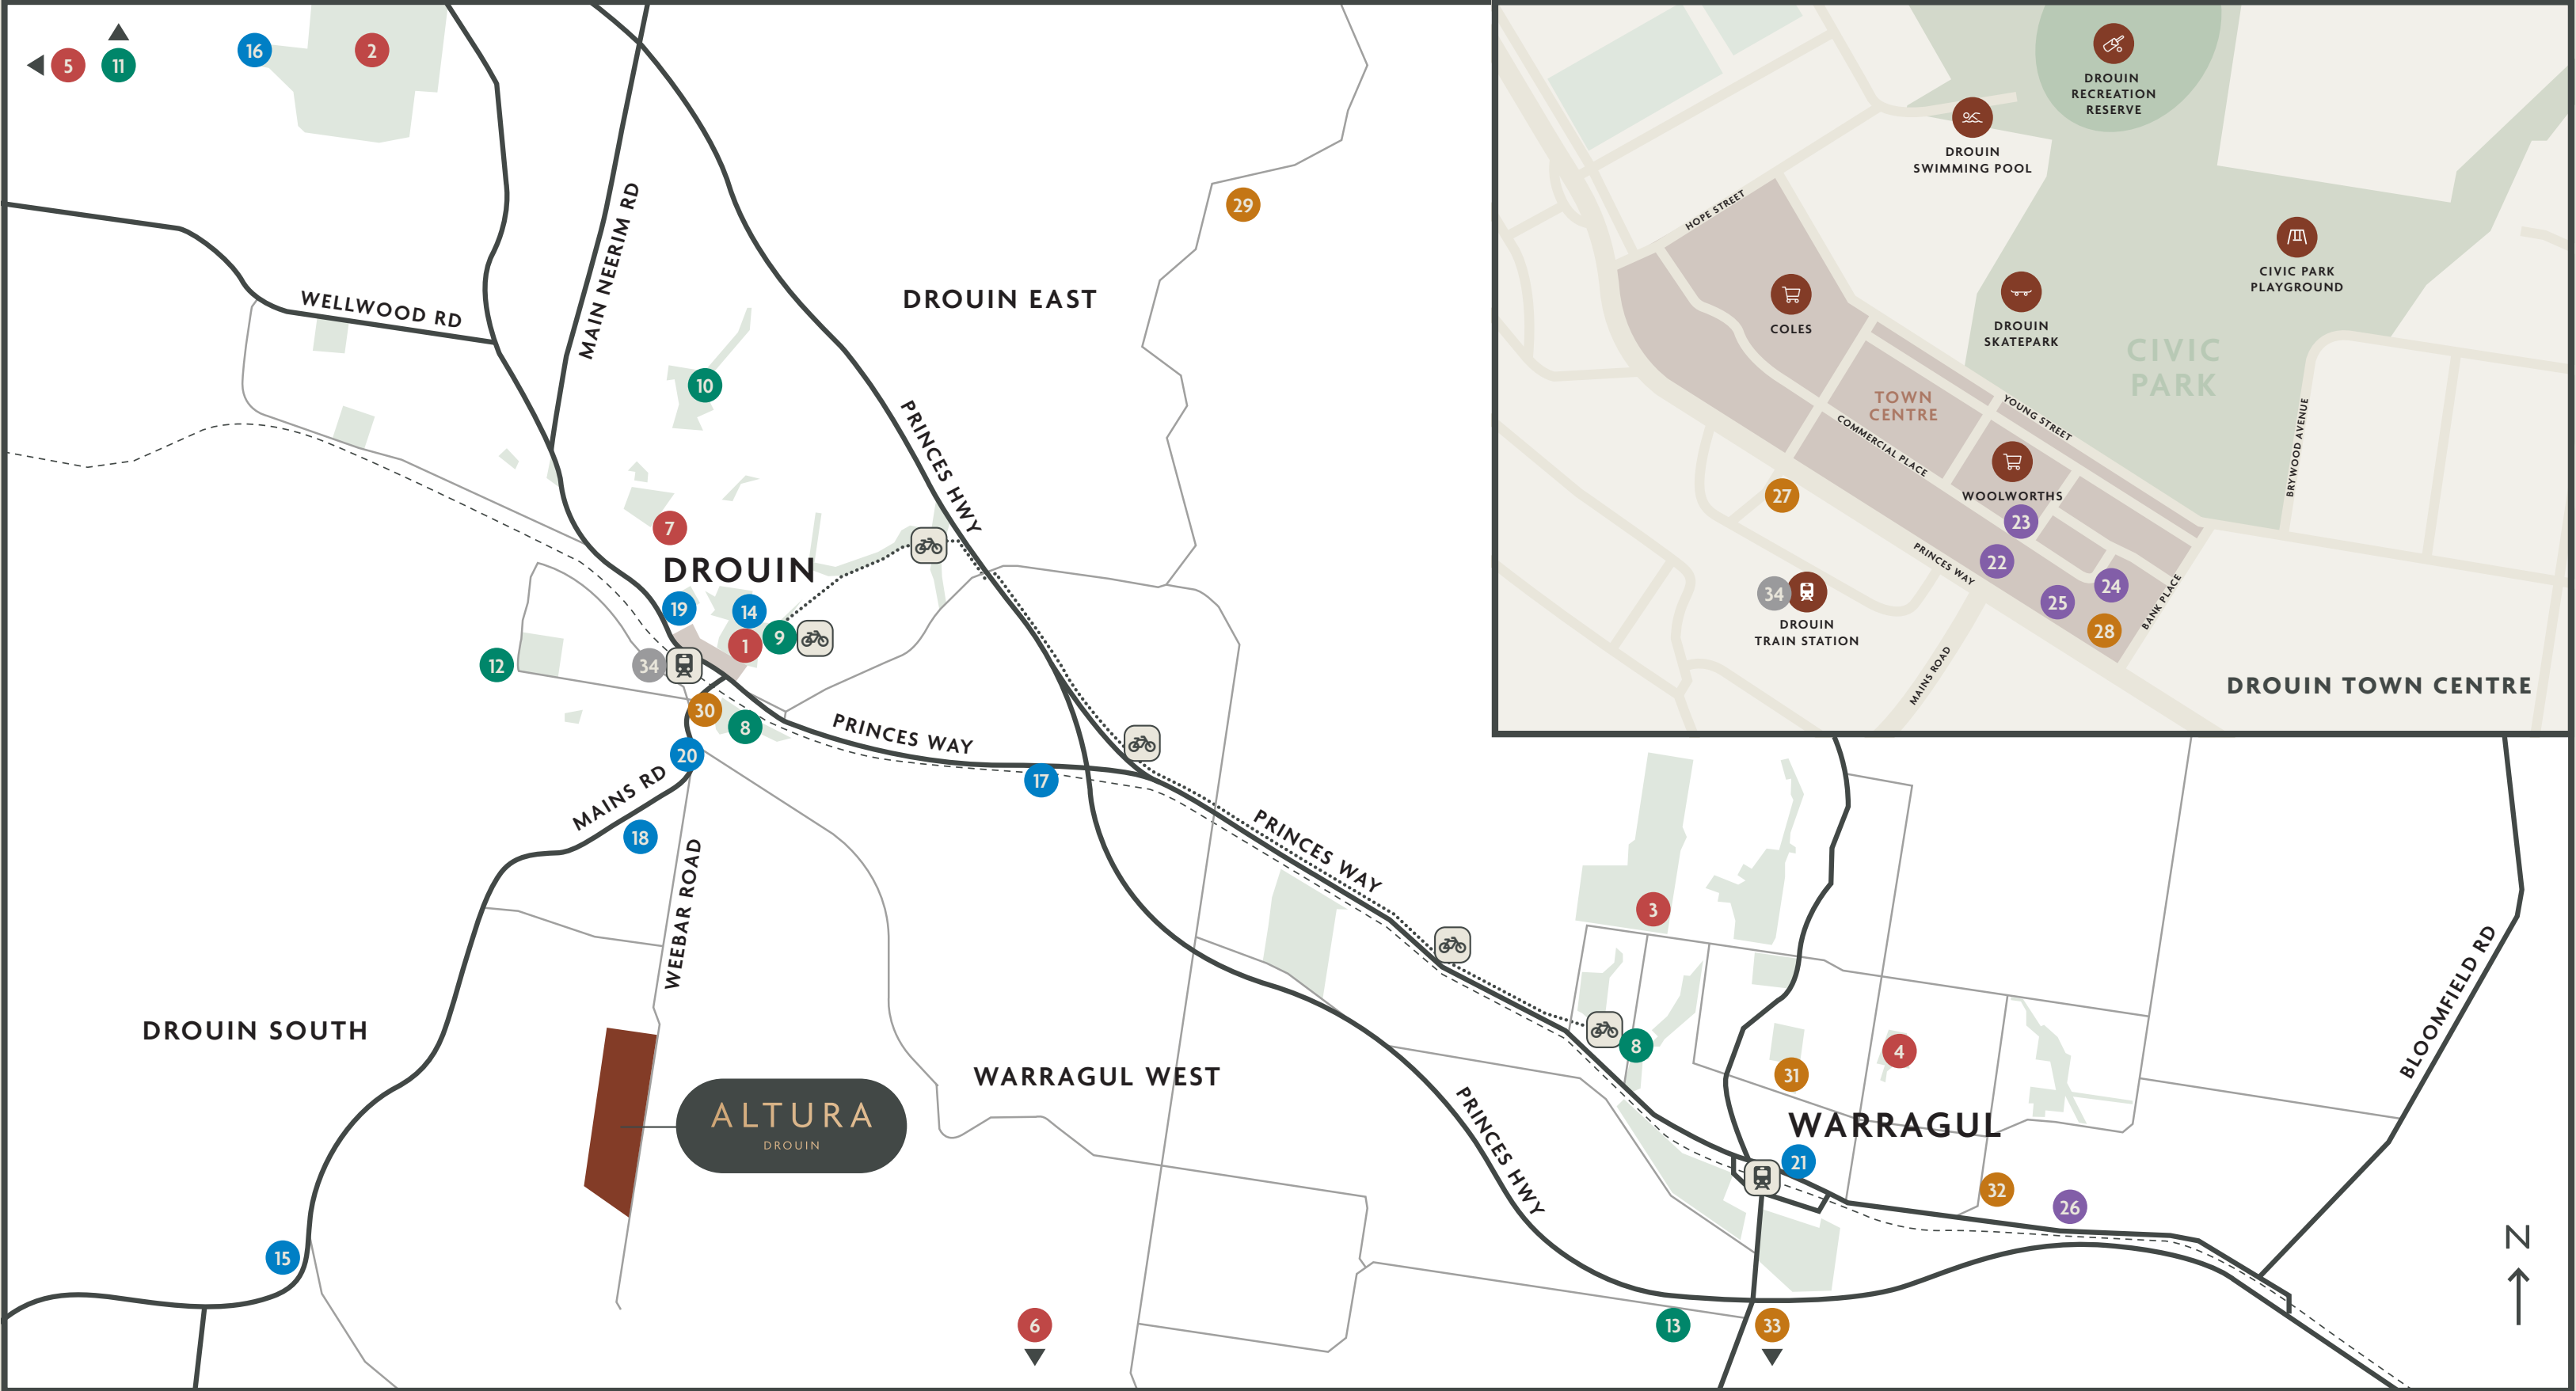 5
11
16
2
WELLWOOD RD
MAIN NEERIM RD
29
DROUIN EAST
10
PRINCES HWY
7
DROUIN
19
14
1
9
12
34
30
8
20
PRINCES WAY
17
MAINS RD
18
WEEBAR ROAD
PRINCES WAY
3
DROUIN SOUTH
ALTURA
DROUIN
WARRAGUL WEST
8
31
4
WARRAGUL
PRINCES HWY
21
32
26
BLOOMFIELD RD
15
6
13
33
N
DROUIN
RECREATION
RESERVE
DROUIN
SWIMMING POOL
HOPE STREET
COLES
DROUIN
SKATEPARK
CIVIC PARK
PLAYGROUND
CIVIC
PARK
TOWN
CENTRE
YOUNG STREET
COMMERCIAL PLACE
BRYWOOD AVENUE
WOOLWORTHS
27
23
22
PRINCES WAY
24
25
28
BANK PLACE
34
DROUIN
TRAIN STATION
MAINS ROAD
DROUIN TOWN CENTRE